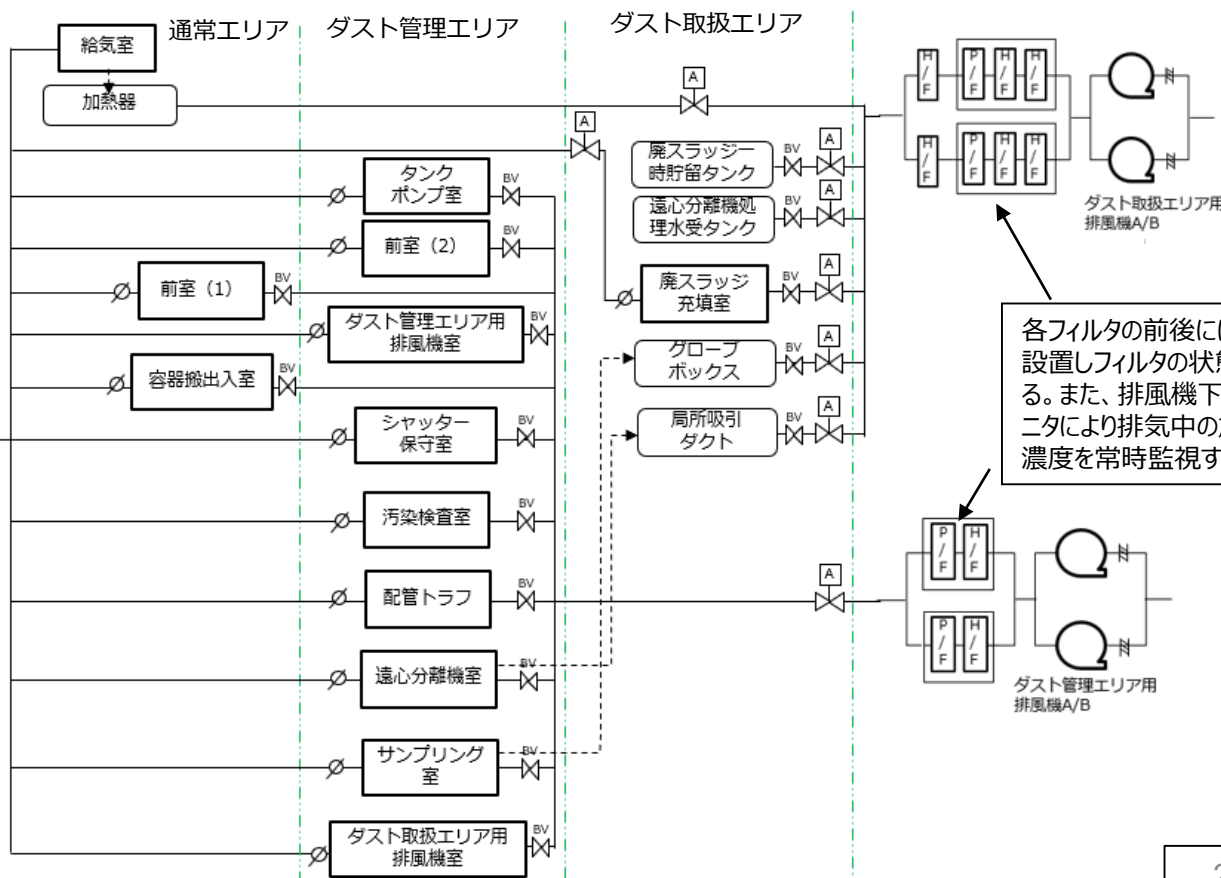 通常エリア
ダスト管理エリア
ダスト取扱エリア
給気室
加熱器
A
A
タンク
ポンプ室
BV
前室（2）
BV
前室（1）
BV
ダスト管理エリア用
排風機室
BV
容器搬出入室
BV
シャッター
保守室
BV
汚染検査室
BV
配管トラフ
BV
遠心分離機室
BV
サンプリング
室
BV
ダスト取扱エリア用
排風機室
BV
廃スラッジ一
時貯留タンク
BV
A
遠心分離機処
理水受タンク
BV
A
廃スラッジ
充填室
BV
A
グローブ
ボックス
BV
A
局所吸引
ダクト
BV
A
A
H/F
P/F
H/F
H/F
H/F
P/F
H/F
H/F
ダスト取扱エリア用
排風機A/B
各フィルタの前後に
設置しフィルタの状
る。また、排風機下
ニタにより排気中の
濃度を常時監視す
P/F
H/F
P/F
H/F
ダスト管理エリア用
排風機A/B